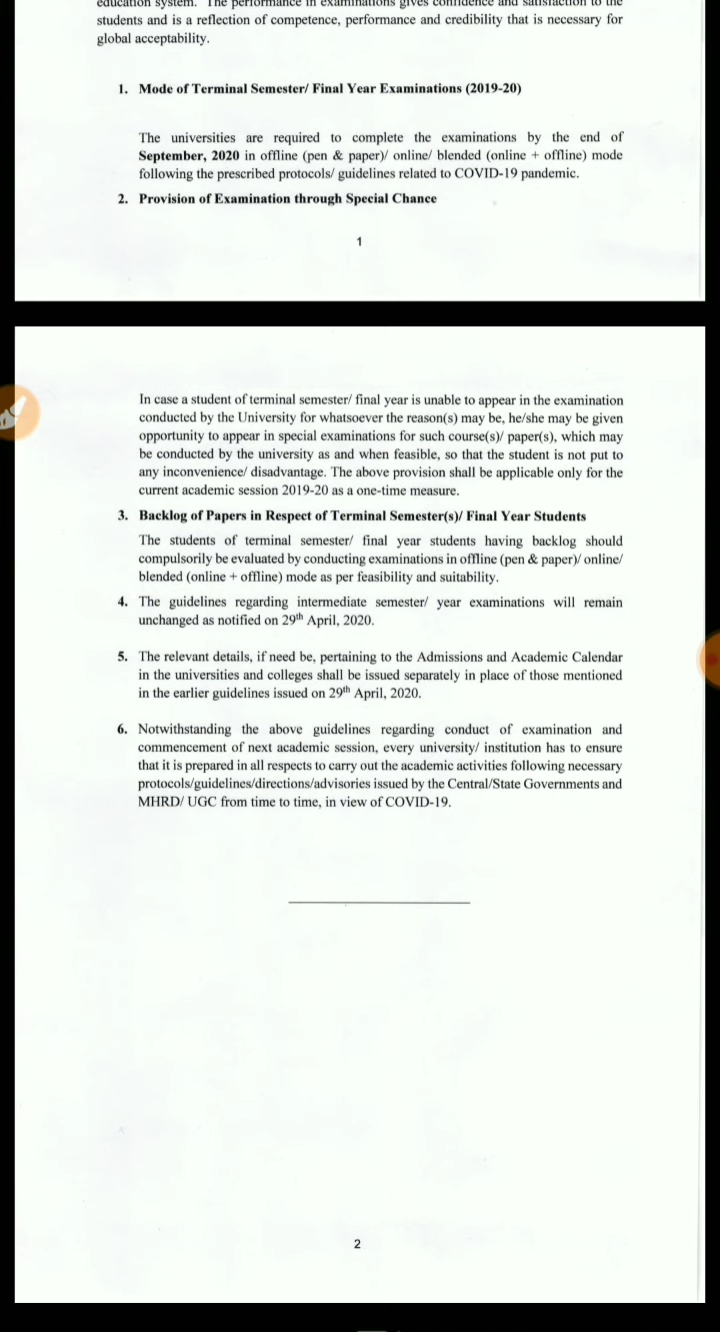 education system. The performance in examinations gives confidence and satisfaction to the
students and is a reflection of competence, performance and credibility that is necessary for
global acceptability.
1. Mode of Terminal Semester/ Final Year Examinations (2019-20)
The universities are required to complete the examinations by the end of
September, 2020 in offline (pen & paper)/ online/ blended (online + offline) mode
following the prescribed protocols/ guidelines related to COVID-19 pandemic.
2. Provision of Examination through Special Chance
1
In case a student of terminal semester/ final year is unable to appear in the examination
conducted by the University for whatsoever the reason(s) may be, he/she may be given
opportunity to appear in special examinations for such course(s)/ paper(s), which may
be conducted by the university as and when feasible, so that the student is not put to
any inconvenience/ disadvantage. The above provision shall be applicable only for the
current academic session 2019-20 as a one-time measure.
3. Backlog of Papers in Respect of Terminal Semester(s)/ Final Year Students
The students of terminal semester/ final year students having backlog should
compulsorily be evaluated by conducting examinations in offline (pen & paper)/ online/
blended (online + offline) mode as per feasibility and suitability.
4. The guidelines regarding intermediate semester/ year examinations will remain
unchanged as notified on 29th April, 2020.
5. The relevant details, if need be, pertaining to the Admissions and Academic Calendar
in the universities and colleges shall be issued separately in place of those mentioned
in the earlier guidelines issued on 29th April, 2020.
6. Notwithstanding the above guidelines regarding conduct of examination and
commencement of next academic session, every university/ institution has to ensure
that it is prepared in all respects to carry out the academic activities following necessary
protocols/guidelines/directions/advisories issued by the Central/State Governments and
MHRD/ UGC from time to time, in view of COVID-19.
2